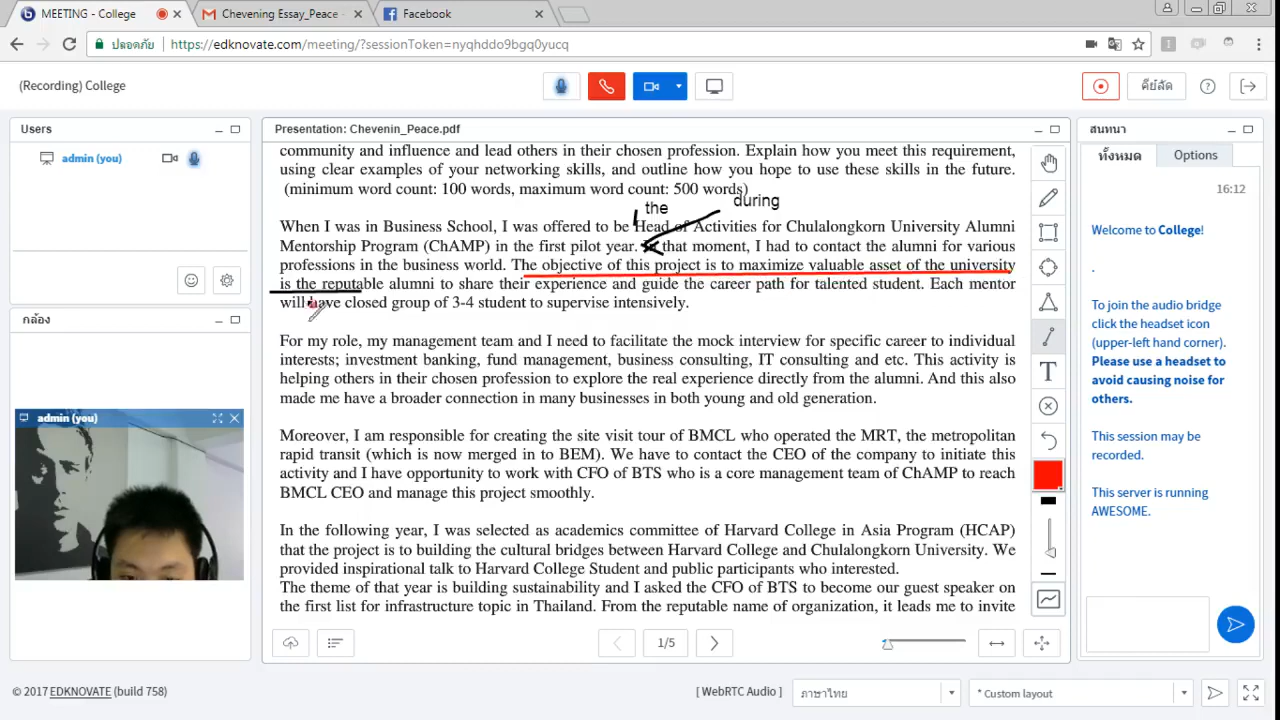 MEETING - College
Chevening Essay_Peace -
Facebook
ปลอดภัย
https://edknovate.com/meeting/?sessionToken=nyqhddo9bgq0yucq
(Recording) College
คีย์ลัด
Users
admin (you)
กล้อง
admin (you)
Presentation: Chevenin_Peace.pdf
community and influence and lead others in their chosen profession. Explain how you meet this requirement,
using clear examples of your networking skills, and outline how you hope to use these skills in the future.
(minimum word count: 100 words, maximum word count: 500 words)
the during
When I was in Business School, I was offered to be Head of Activities for Chulalongkorn University Alumni
Mentorship Program (ChAMP) in the first pilot year. that moment, I had to contact the alumni for various
professions in the business world. The objective of this project is to maximize valuable asset of the university
is the reputable alumni to share their experience and guide the career path for talented student. Each mentor
will have closed group of 3-4 student to supervise intensively.
For my role, my management team and I need to facilitate the mock interview for specific career to individual
interests; investment banking, fund management, business consulting, IT consulting and etc. This activity is
helping others in their chosen profession to explore the real experience directly from the alumni. And this also
made me have a broader connection in many businesses in both young and old generation.
Moreover, I am responsible for creating the site visit tour of BMCL who operated the MRT, the metropolitan
rapid transit (which is now merged in to BEM). We have to contact the CEO of the company to initiate this
activity and I have opportunity to work with CFO of BTS who is a core management team of ChAMP to reach
BMCL CEO and manage this project smoothly.
In the following year, I was selected as academics committee of Harvard College in Asia Program (HCAP)
that the project is to building the cultural bridges between Harvard College and Chulalongkorn University. We
provided inspirational talk to Harvard College Student and public participants who interested.
The theme of that year is building sustainability and I asked the CFO of BTS to become our guest speaker on
the first list for infrastructure topic in Thailand. From the reputable name of organization, it leads me to invite
1/5
สนทนา
ทั้งหมด
Options
16:12
Welcome to College!
.
To join the audio bridge
click the headset icon
(upper-left hand corner).
Please use a headset to
avoid causing noise for
others.
This session may be
recorded.
This server is running
AWESOME.
© 2017 EDKNOVATE (build 758)
[ WebRTC Audio ]
ภาษาไทย
* Custom layout